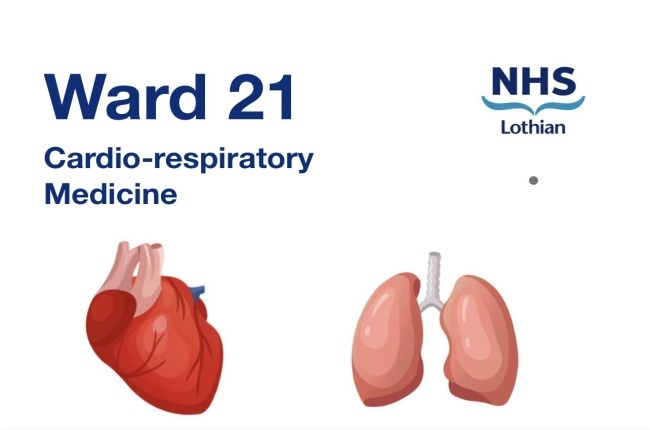 Ward 21
Cardio-respiratory
Medicine
NHS
Lothian